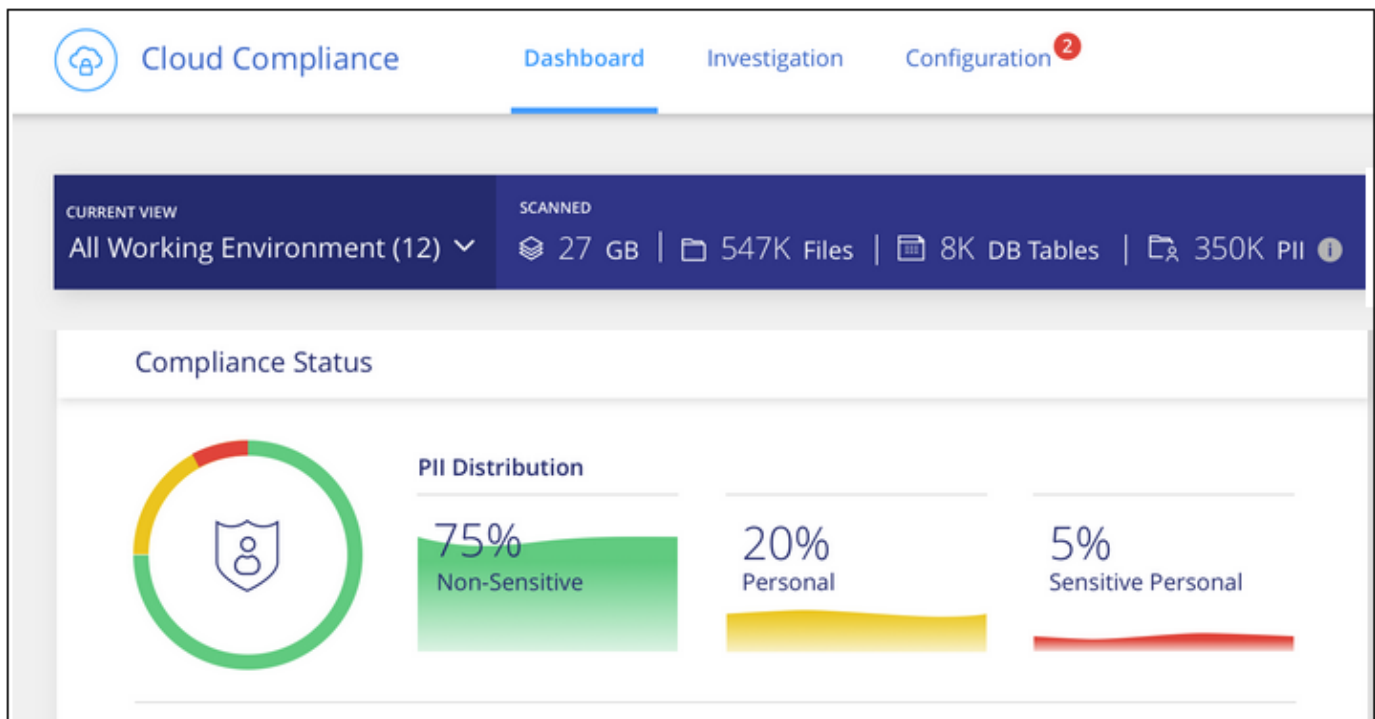 Cloud Compliance Dashboard Investigation Configuration 2
CURRENT VIEW
All Working Environment (12)
SCANNED
27 GB | 547K Files | 8K DB Tables | 350K PII i
Compliance Status
PII Distribution
75%
Non-Sensitive
20%
Personal
5%
Sensitive Personal